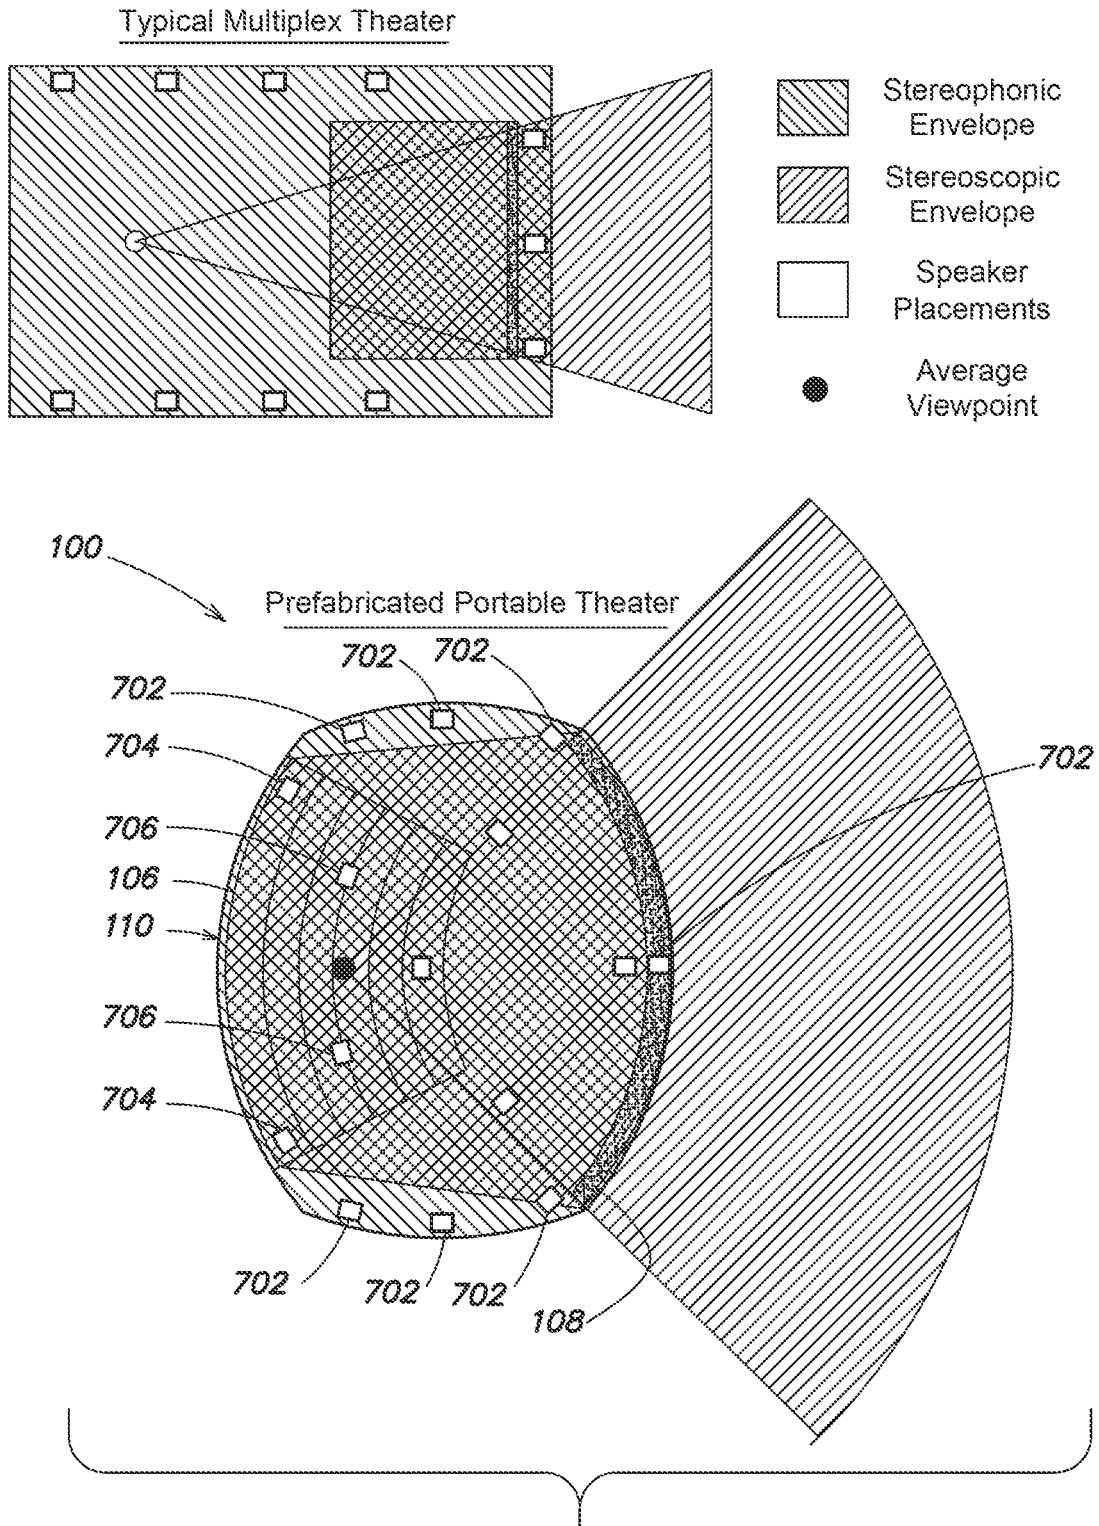 Typical Multiplex Theater
Stereophonic
Envelope
Stereoscopic
Envelope
Speaker
Placements
Average
Viewpoint
100
Prefabricated Portable Theater
702
702
702
704
702
706
106
110
706
704
702
702
702
108